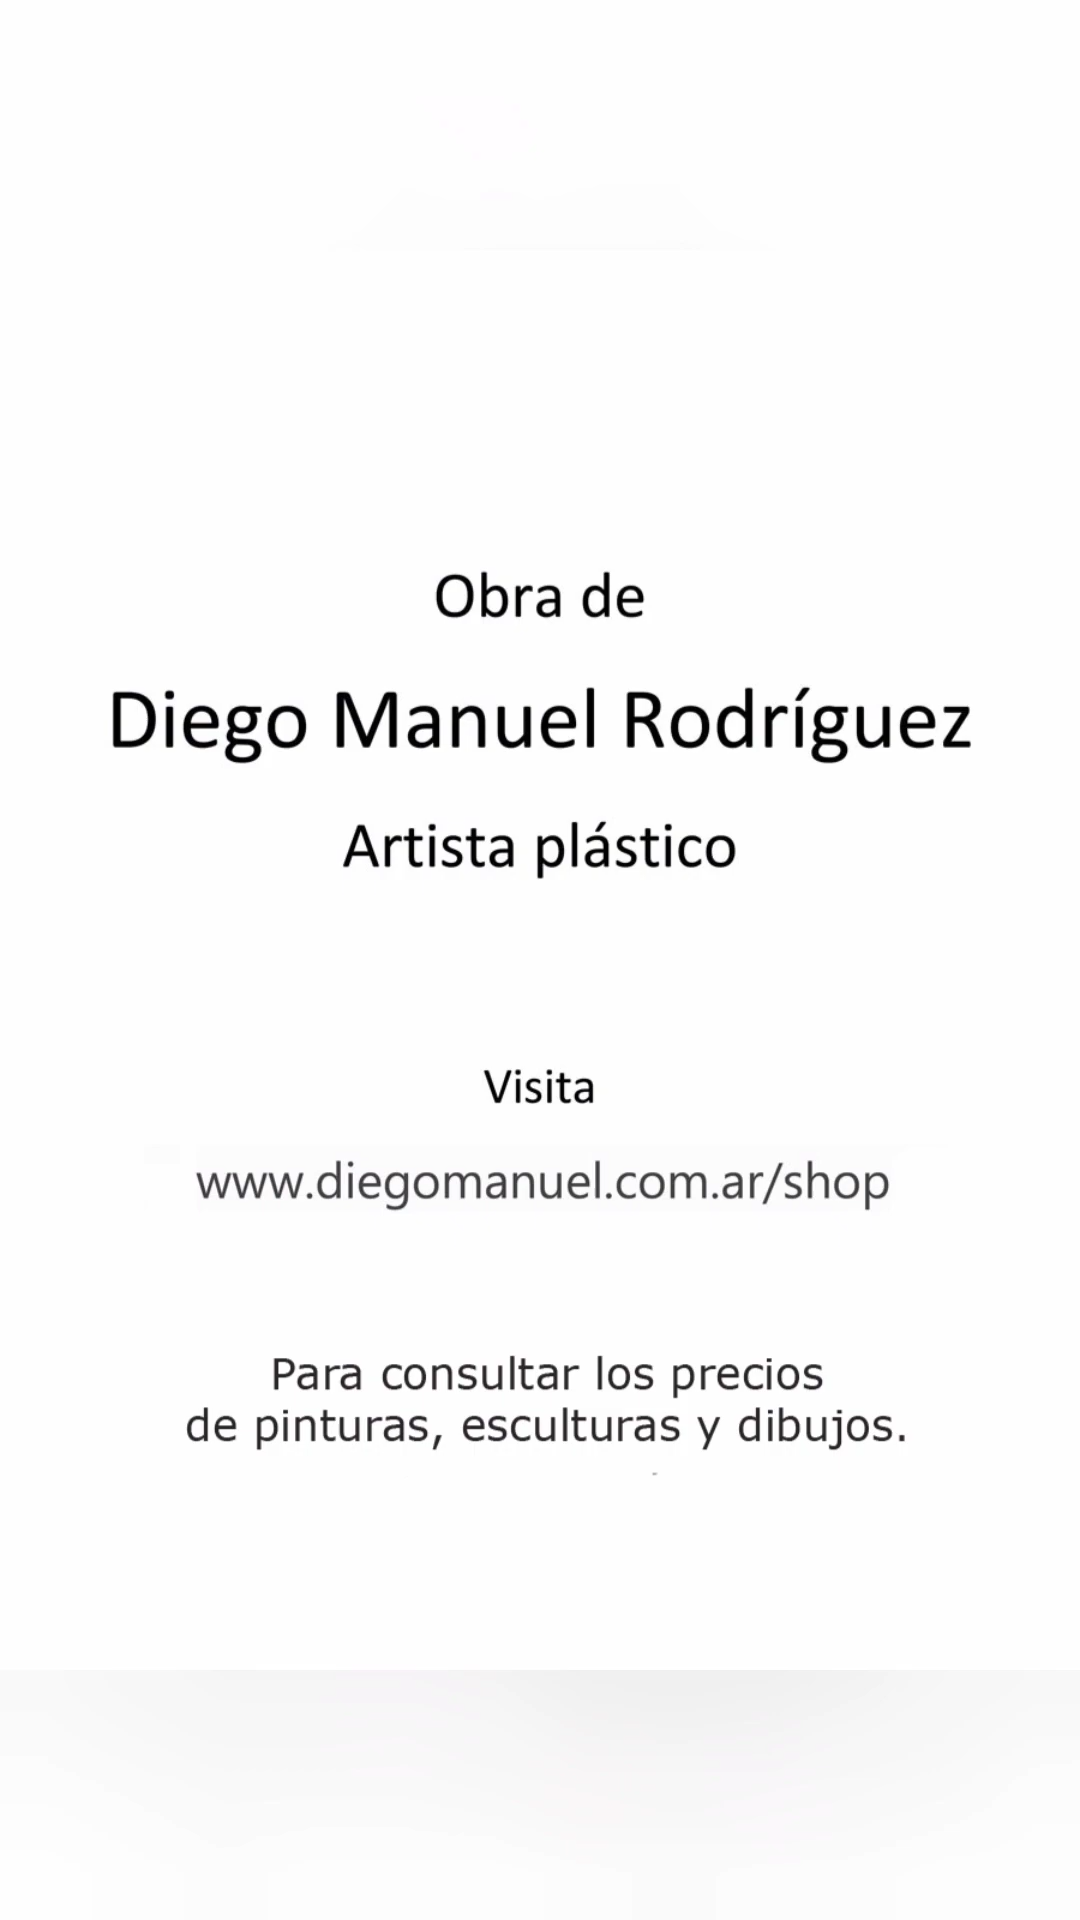 Obra de
Diego Manuel Rodríguez
Artista plástico
Visita
www.diegomanuel.com.ar/shop
Para consultar los precios
de pinturas, esculturas y dibujos.